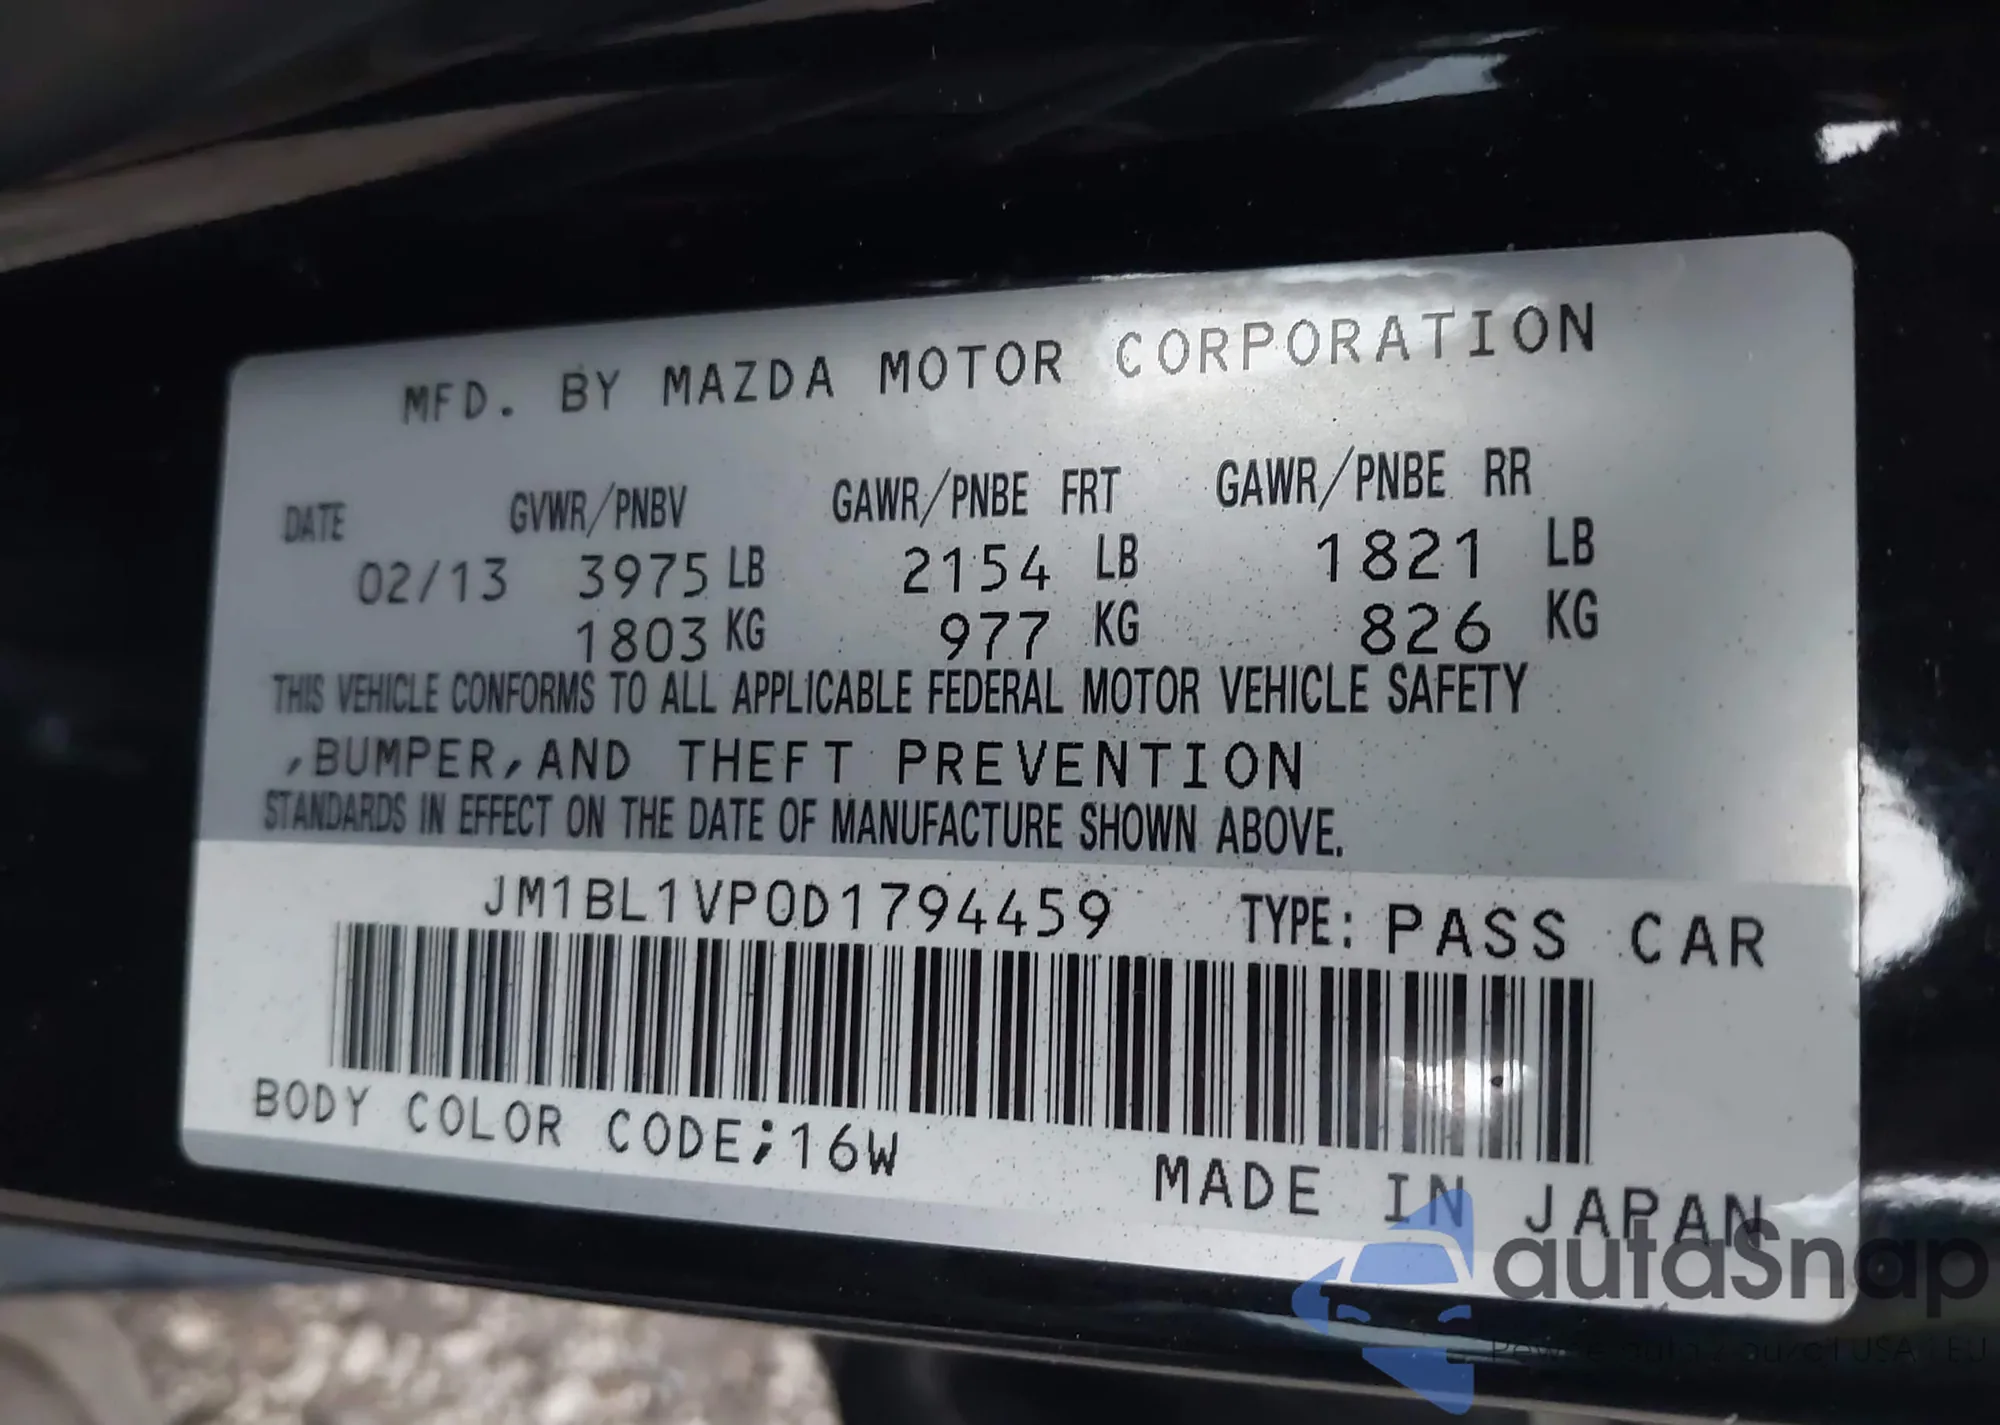 MFD. BY MAZDA MOTOR CORPORATION
DATE GVWR/PNBV GAWR/PNBE FRT GAWR/PNBE RR
02/13 3975 LB 2154 LB 1821 LB
1803 KG 977 KG 826 KG
THIS VEHICLE CONFORMS TO ALL APPLICABLE FEDERAL MOTOR VEHICLE SAFETY
,BUMPER,AND THEFT PREVENTION
STANDARDS IN EFFECT ON THE DATE OF MANUFACTURE SHOWN ABOVE.
JM1BL1VP0D1794459 TYPE: PASS CAR
BODY COLOR CODE;16W
MADE IN JAPAN
autaSnap
USA i EU